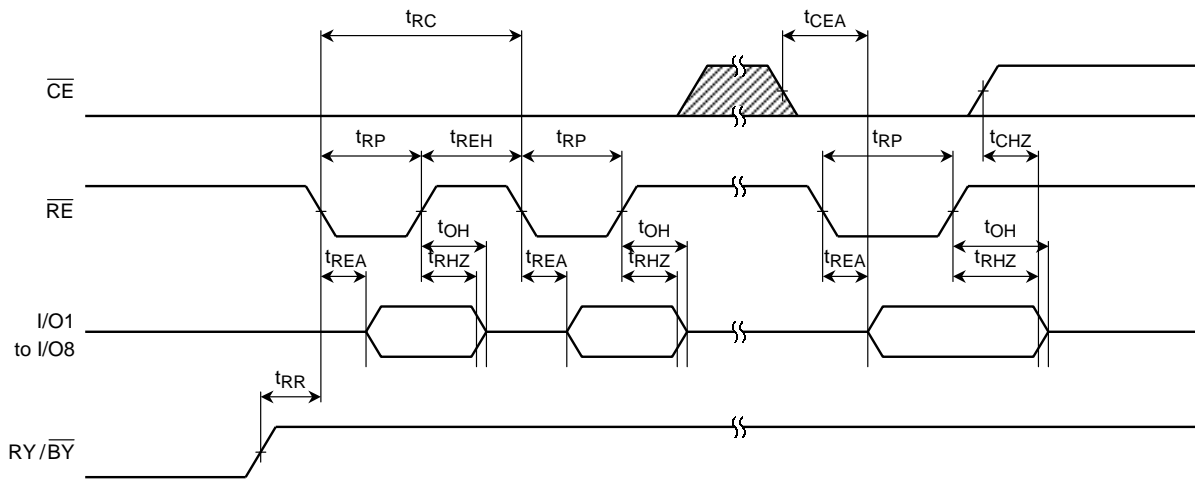 tRC
tCEA
CE
tRP
tREH
tRP
tRP
tCHZ
RE
tREA
tOH
tRHZ
tREA
tOH
tRHZ
tREA
tOH
tRHZ
I/O1
to I/O8
tRR
RY/BY